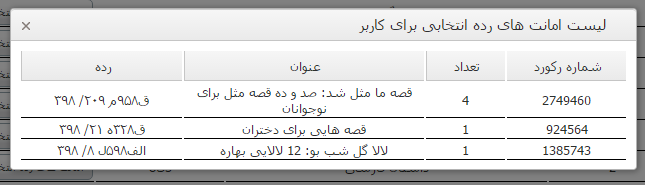 لیست امانت های رده انتخابی برای کاربر ×
شماره رکورد تعداد عنوان رده
2749460 4 قصه ما مثل شد: صد و ده قصه مثل برای نوجوانان ۳۹۸ /۲۰۹ ق۹۵۸م
924564 1 قصه هایی برای دختران ۳۹۸ /۲۱ ق۳۲۸ه
1385743 1 لالا گل شب بو: 12 لالایی بهاره ۳۹۸ /۸ الف۵۹۸ل